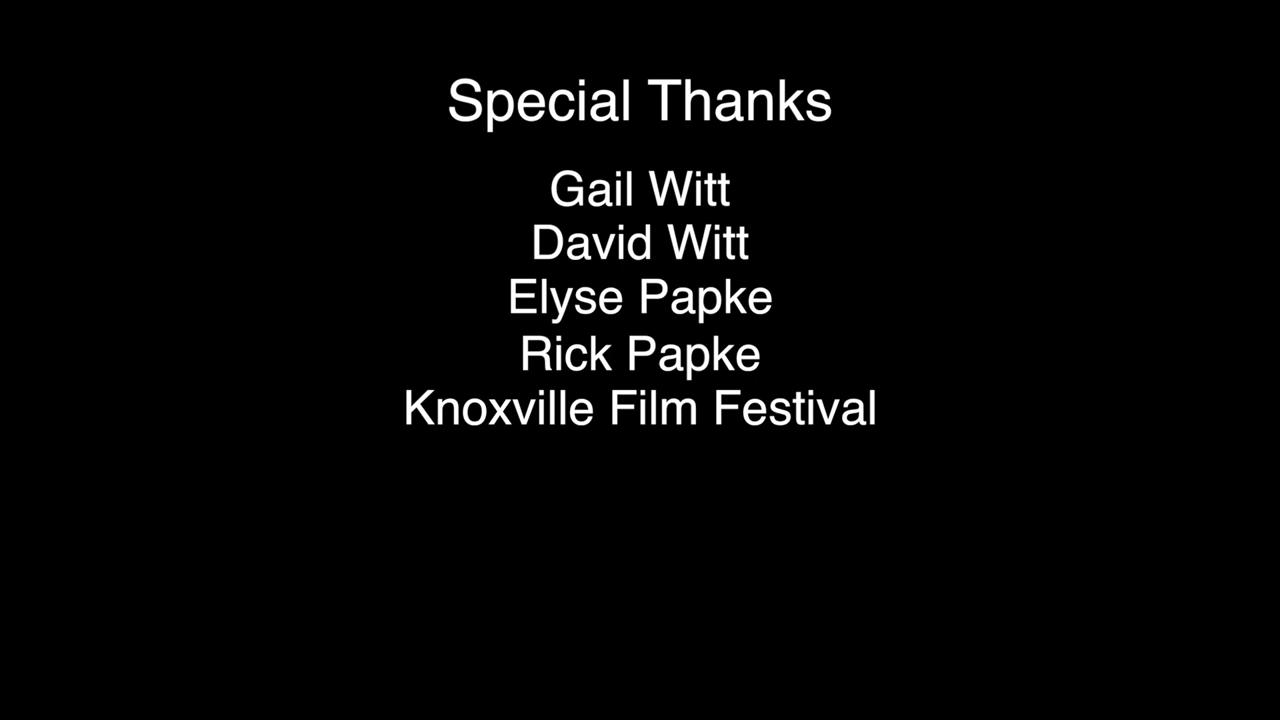 Special Thanks
Gail Witt
David Witt
Elyse Papke
Rick Papke
Knoxville Film Festival